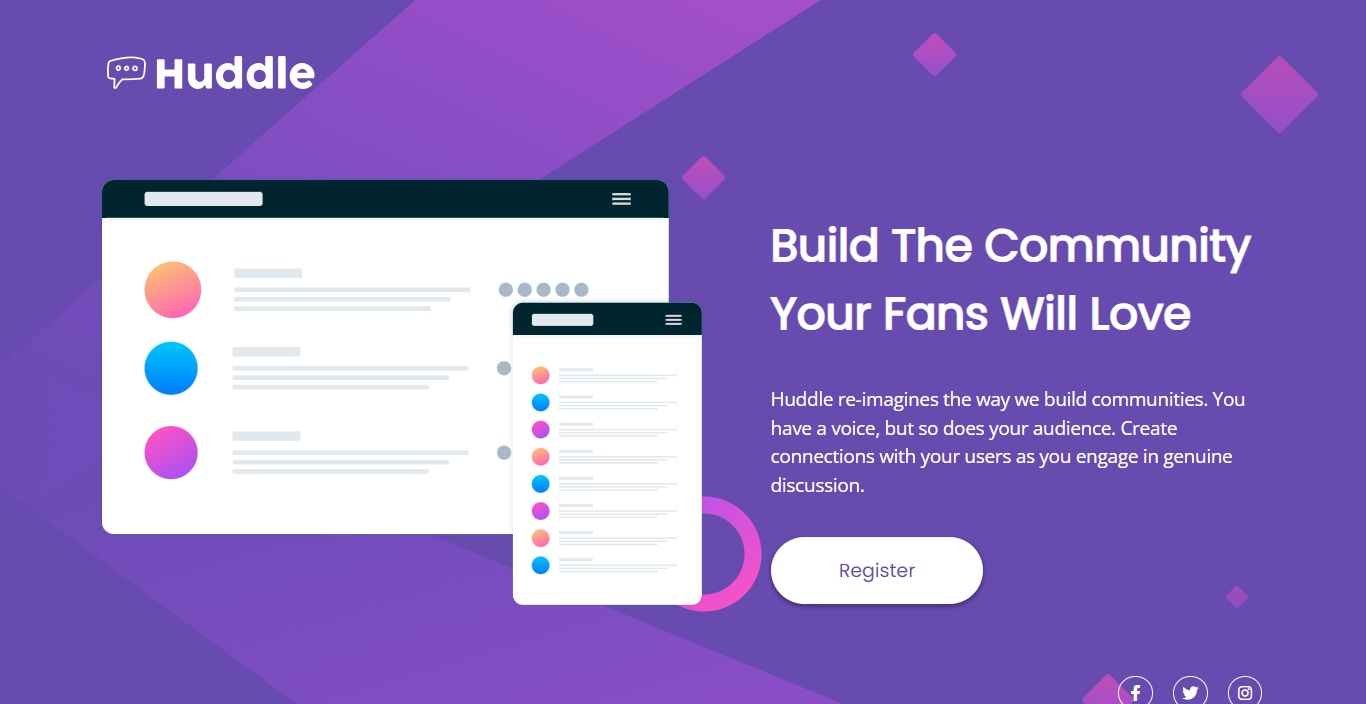 Huddle
Build The Community
Your Fans Will Love
Huddle re-imagines the way we build communities. You
have a voice, but so does your audience. Create
connections with your users as you engage in genuine
discussion.
Register